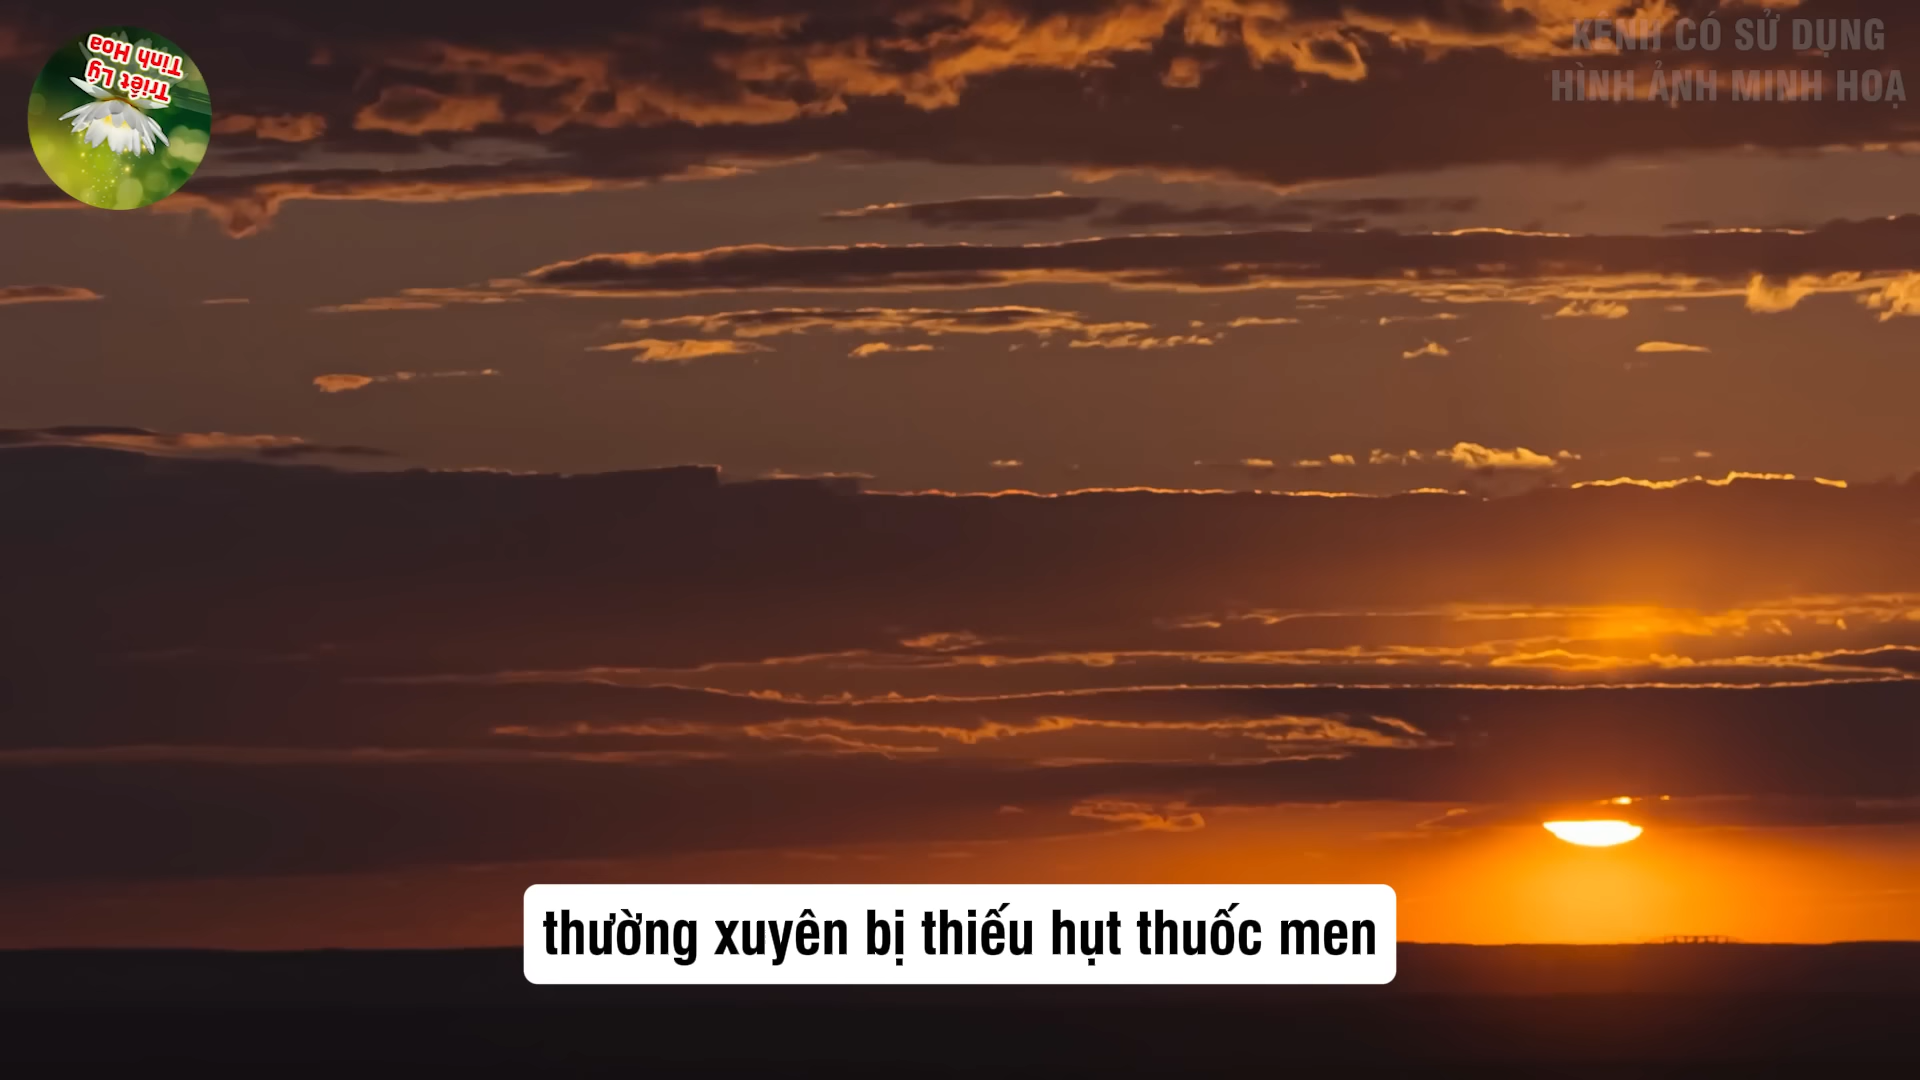 Triết Lý
Tinh Hoa
KÊNH CÓ SỬ DỤNG
HÌNH ẢNH MINH HOẠ
thường xuyên bị thiếu hụt thuốc men